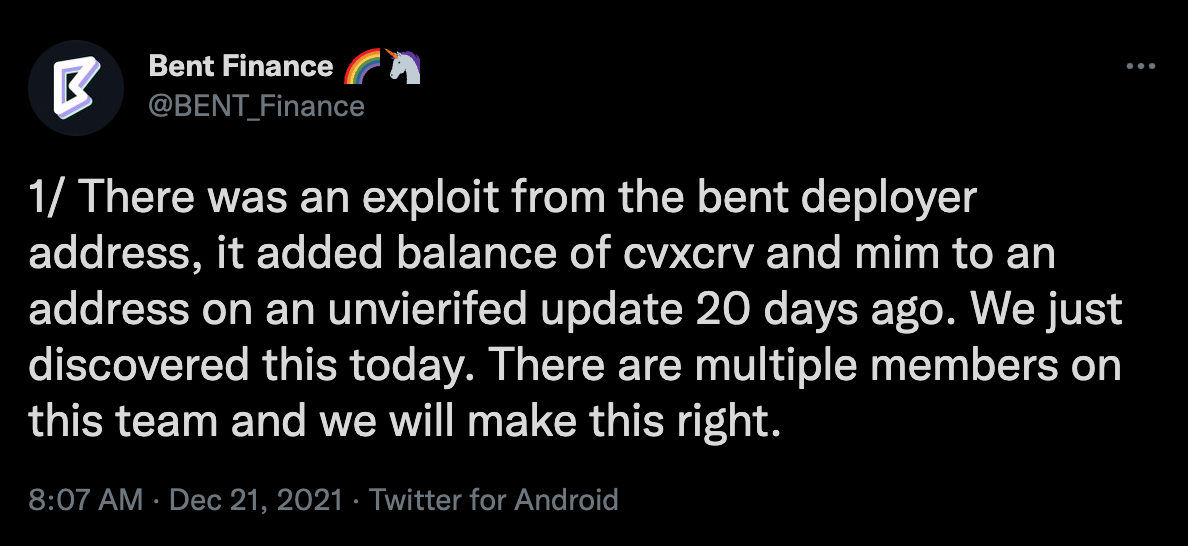 Bent Finance 🌈🦄
@BENT_Finance
1/ There was an exploit from the bent deployer
address, it added balance of cvxcrv and mim to an
address on an unvierifed update 20 days ago. We just
discovered this today. There are multiple members on
this team and we will make this right.
8:07 AM · Dec 21, 2021 · Twitter for Android